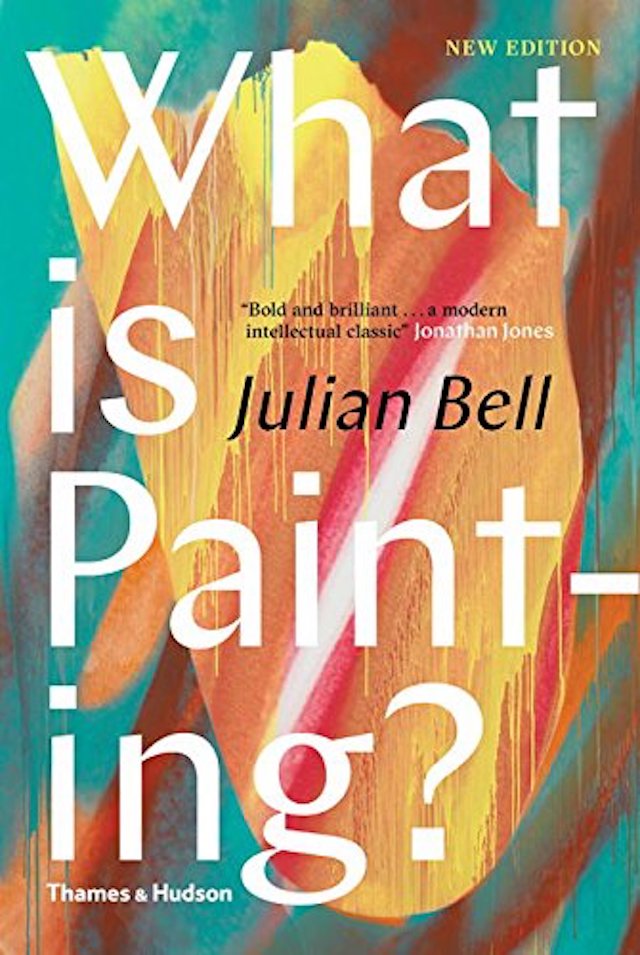 NEW EDITION
What
is
“Bold and brilliant . . . a modern
intellectual classic” Jonathan Jones
Julian Bell
Paint-
ing?
Thames & Hudson